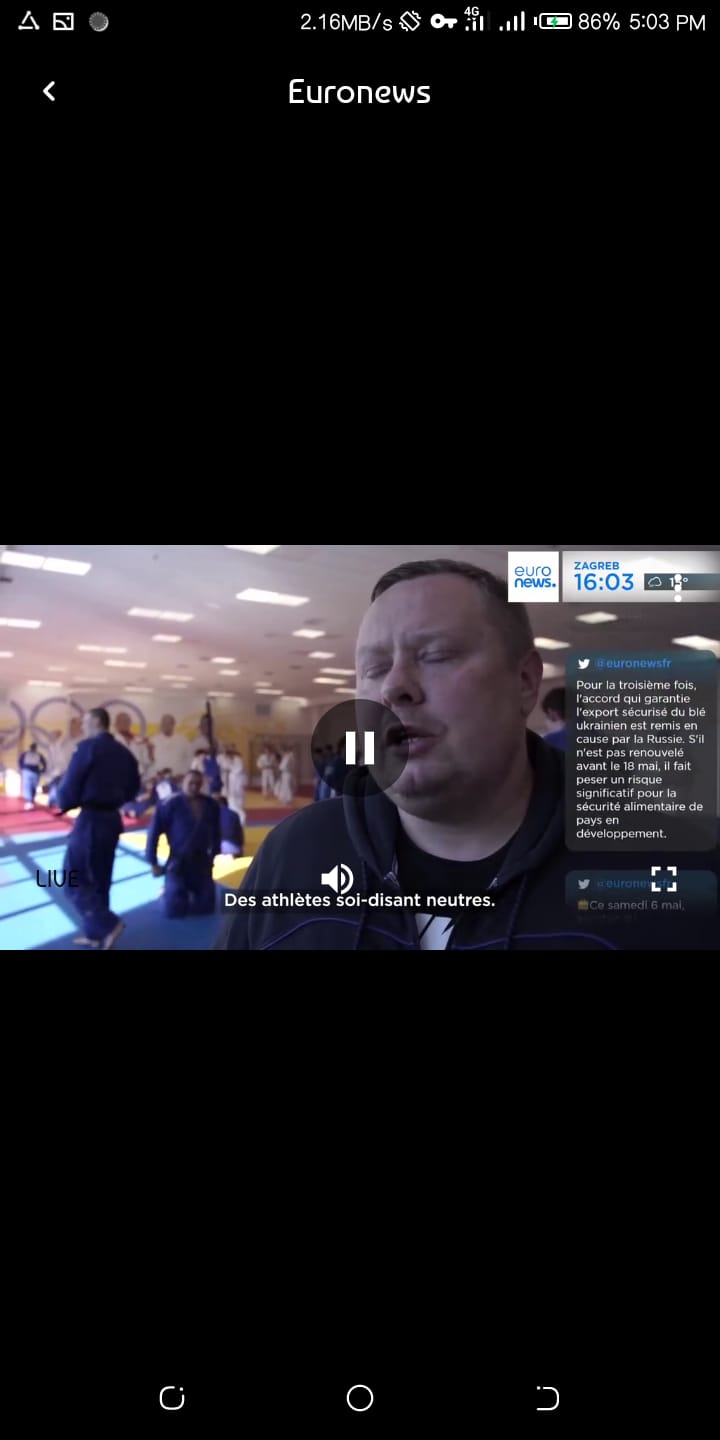 2.16MB/s 4G 86% 5:03 PM
Euronews
euro
news.
ZAGREB
16:03
@euronewsfr
Pour la troisième fois,
l'accord qui garantie
l'export sécurisé du blé
ukrainien est remis en
cause par la Russie. S'il
n'est pas renouvelé
avant le 18 mai, il fait
peser un risque
significatif pour la
sécurité alimentaire de
pays en
développement.
LIVE
Des athlètes soi-disant neutres.
Ce samedi 6 mai,